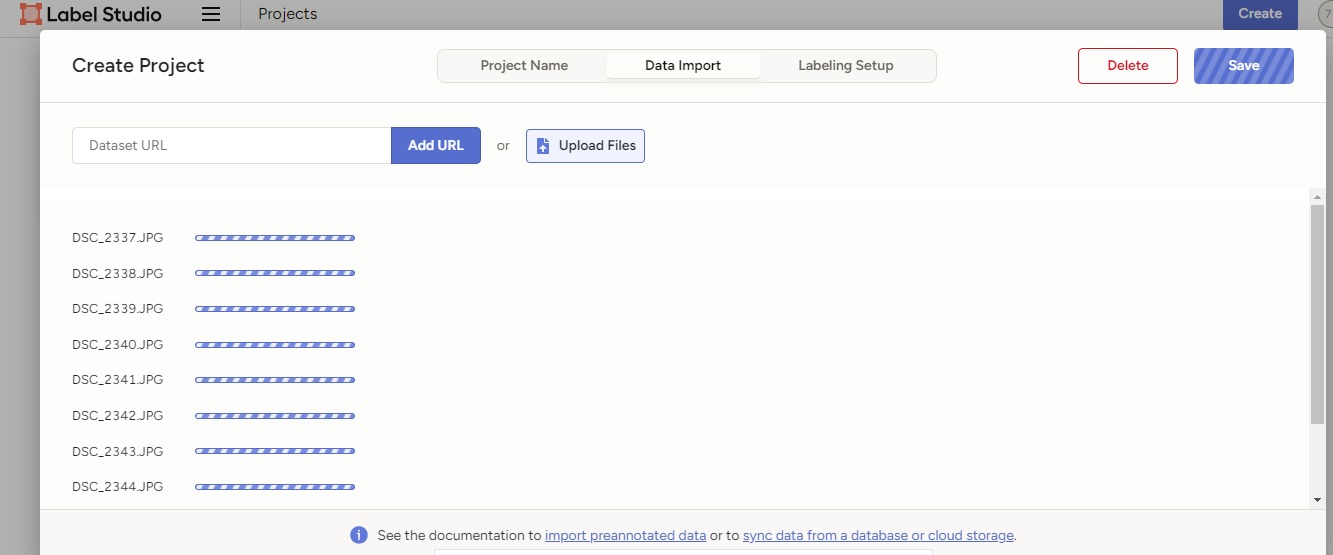 Label Studio Projects Create 7
Create Project Project Name Data Import Labeling Setup Delete Save
Dataset URL Add URL or Upload Files
DSC_2337.JPG
DSC_2338.JPG
DSC_2339.JPG
DSC_2340.JPG
DSC_2341.JPG
DSC_2342.JPG
DSC_2343.JPG
DSC_2344.JPG
See the documentation to import preannotated data or to sync data from a database or cloud storage.